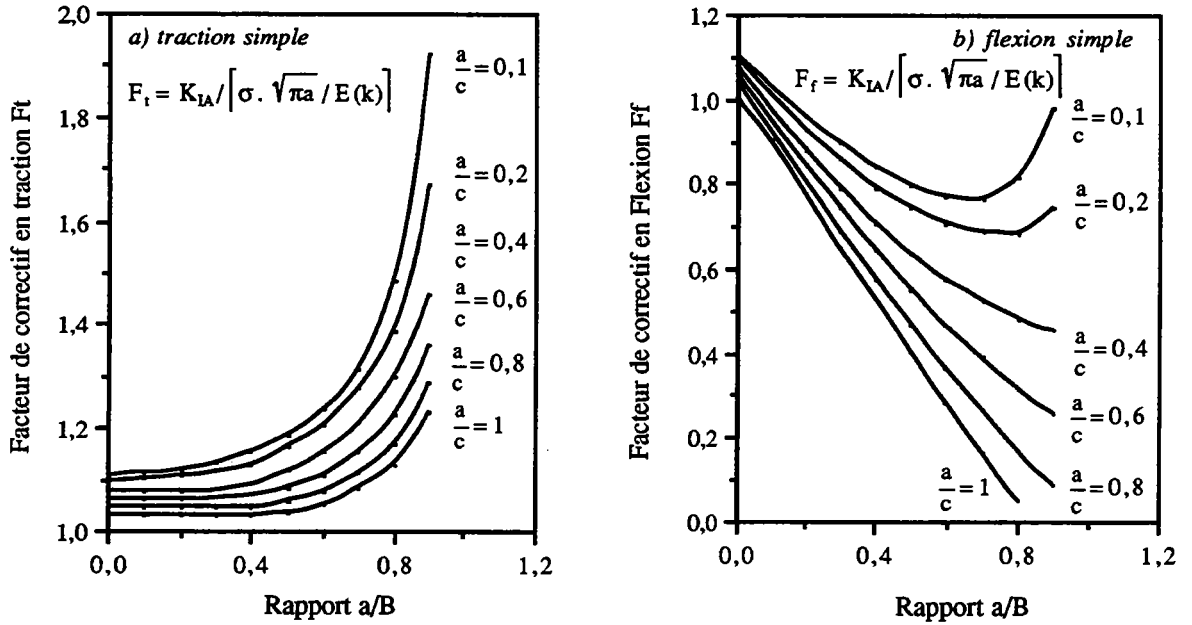 a) traction simple
F_t = K_IA/[σ. √πa / E(k)]
a/c = 0,1
a/c = 0,2
a/c = 0,4
a/c = 0,6
a/c = 0,8
a/c = 1
Facteur de correctif en traction Ft
2,0
1,8
1,6
1,4
1,2
1,0
0,0
0,4
0,8
1,2
Rapport a/B
b) flexion simple
F_f = K_IA/[σ. √πa / E(k)]
a/c = 0,1
a/c = 0,2
a/c = 0,4
a/c = 0,6
a/c = 0,8
a/c = 1
Facteur de correctif en Flexion Ff
1,2
1,0
0,8
0,6
0,4
0,2
0,0
0,0
0,4
0,8
1,2
Rapport a/B